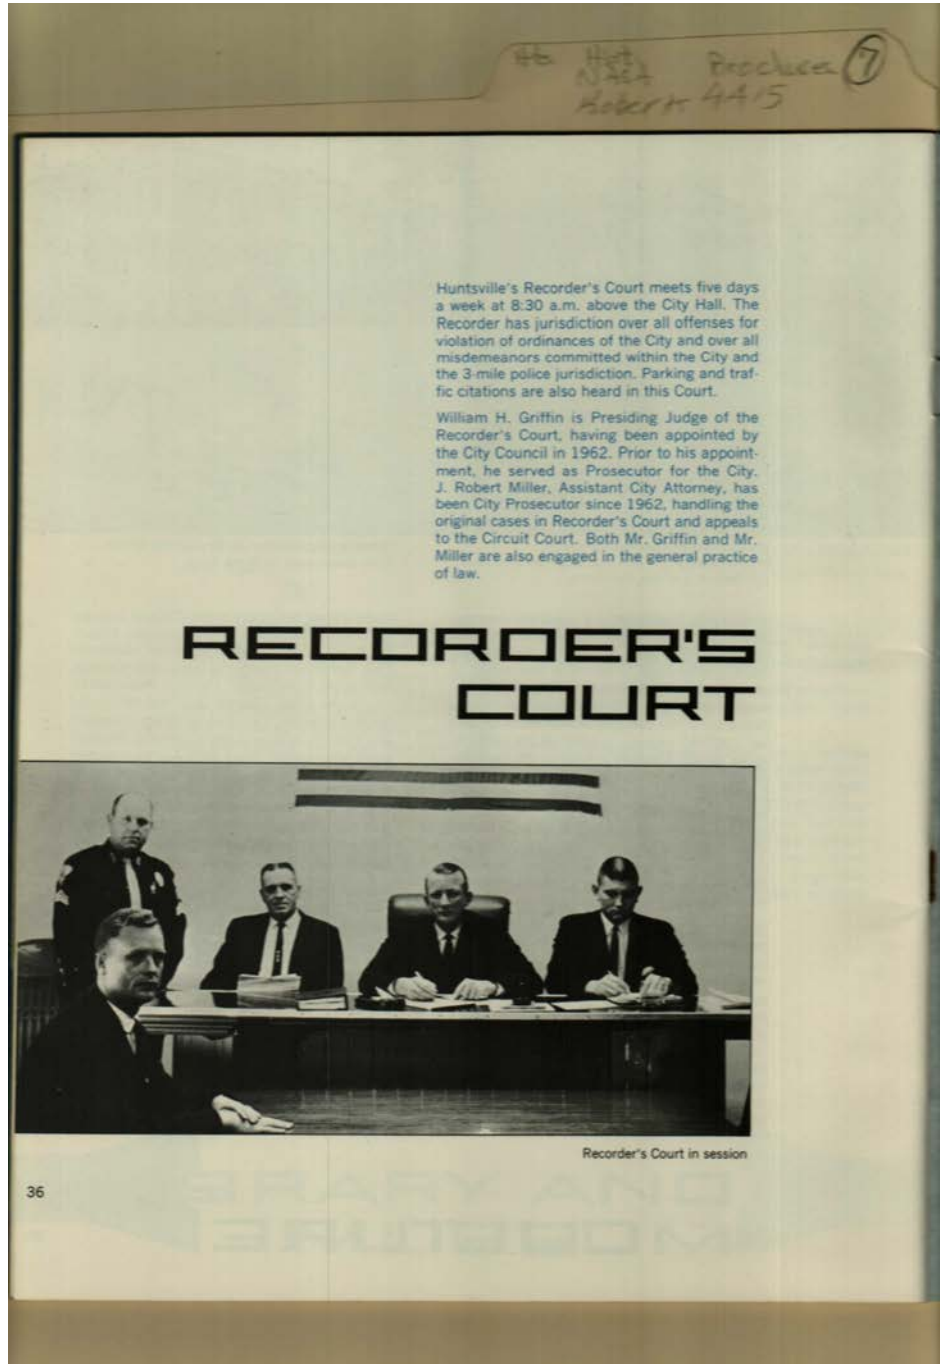 Hist. Brochures 7
NASA
Roberts 4415
Huntsville's Recorder's Court meets five days
a week at 8:30 a.m. above the City Hall. The
Recorder has jurisdiction over all offenses for
violation of ordinances of the City and over all
misdemeanors committed within the City and
the 3-mile police jurisdiction. Parking and traf-
fic citations are also heard in this Court.
William H. Griffin is Presiding Judge of the
Recorder's Court, having been appointed by
the City Council in 1962. Prior to his appoint-
ment, he served as Prosecutor for the City.
J. Robert Miller, Assistant City Attorney, has
been City Prosecutor since 1962, handling the
original cases in Recorder's Court and appeals
to the Circuit Court. Both Mr. Griffin and Mr.
Miller are also engaged in the general practice
of law.
RECORDER'S
COURT
Recorder's Court in session
36